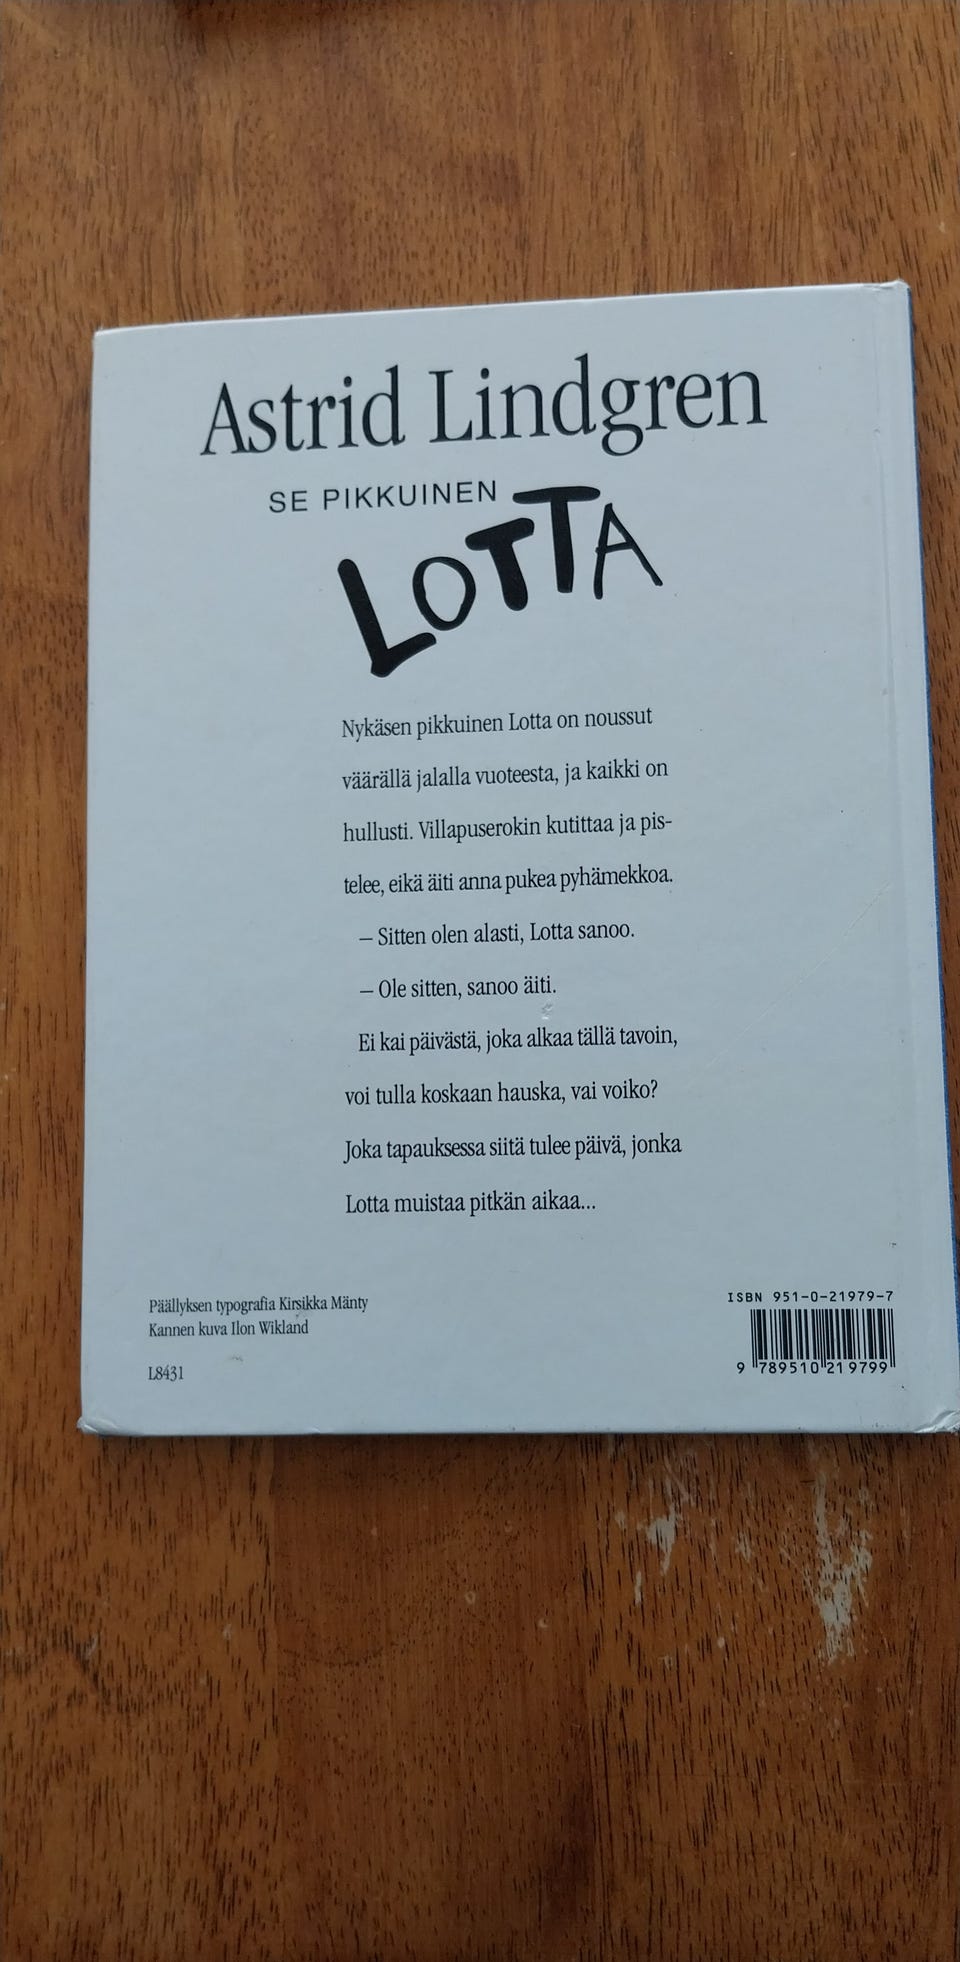 Astrid Lindgren
SE PIKKUINEN
LOTTA
Nykäsen pikkuinen Lotta on noussut
väärällä jalalla vuoteesta, ja kaikki on
hullusti. Villapuserokin kutittaa ja pis-
telee, eikä äiti anna pukea pyhämekkoa.
– Sitten olen alasti, Lotta sanoo.
– Ole sitten, sanoo äiti.
Ei kai päivästä, joka alkaa tällä tavoin,
voi tulla koskaan hauska, vai voiko?
Joka tapauksessa siitä tulee päivä, jonka
Lotta muistaa pitkän aikaa...
Päällyksen typografia Kirsikka Mänty
Kannen kuva Ilon Wikland
L8431
ISBN 951-0-21979-7
9 789510 219799